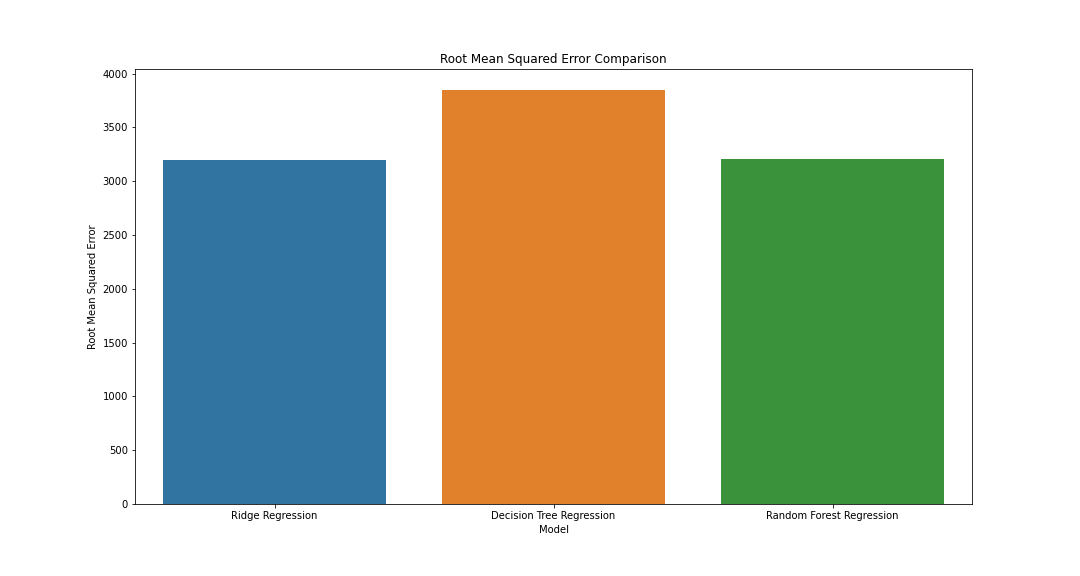 Root Mean Squared Error Comparison
4000
3500
3000
2500
2000
1500
1000
500
0
Root Mean Squared Error
Ridge Regression
Decision Tree Regression
Random Forest Regression
Model